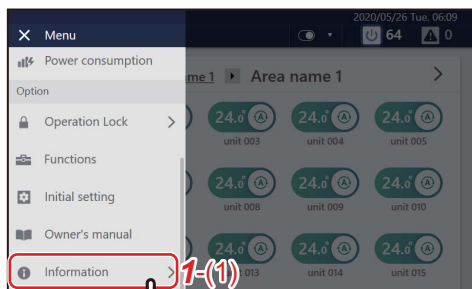 2020/05/26 Tue. 06:09
Menu
64
0
Power consumption
me 1
Area name 1
Option
Operation Lock
24.0° A
24.0° A
24.0° A
unit 003
unit 004
unit 005
Functions
Initial setting
24.0° A
24.0° A
24.0° A
unit 008
unit 009
unit 010
Owner's manual
24.0° A
24.0° A
24.0° A
Information
1-(1)
013
unit 014
unit 015